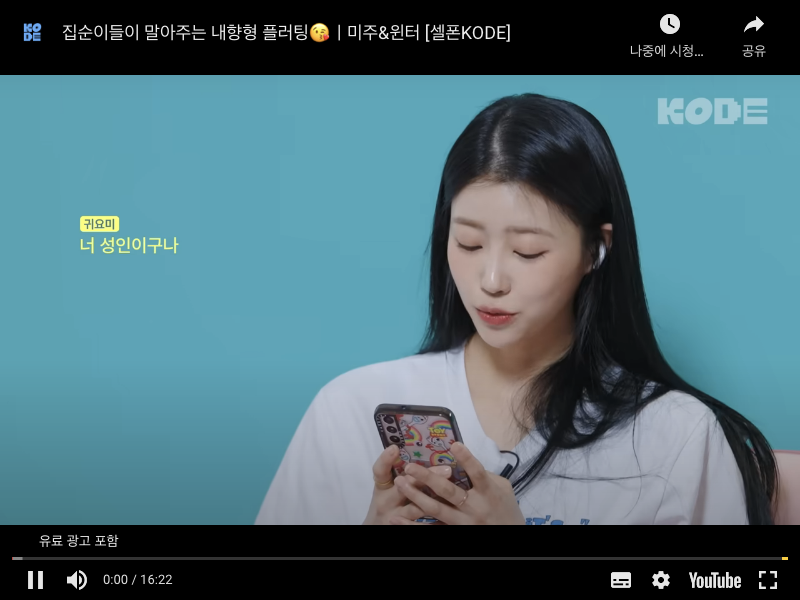 KODE
집순이들이 말아주는 내향형 플러팅😘 | 미주&윈터 [셀폰KODE]
나중에 시청...
공유
KODE
귀요미
너 성인이구나
유료 광고 포함
0:00 / 16:22
YouTube